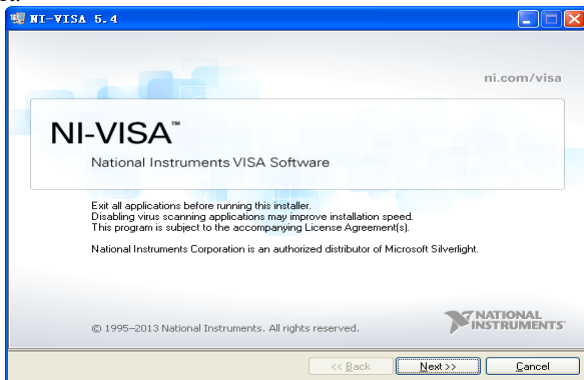 NI-VISA 5.4
ni.com/visa
NI-VISA™
National Instruments VISA Software
Exit all applications before running this installer.
Disabling virus scanning applications may improve installation speed.
This program is subject to the accompanying License Agreement(s).
National Instruments Corporation is an authorized distributor of Microsoft Silverlight.
© 1995–2013 National Instruments. All rights reserved.
NATIONAL
INSTRUMENTS™
<< Back
Next >>
Cancel